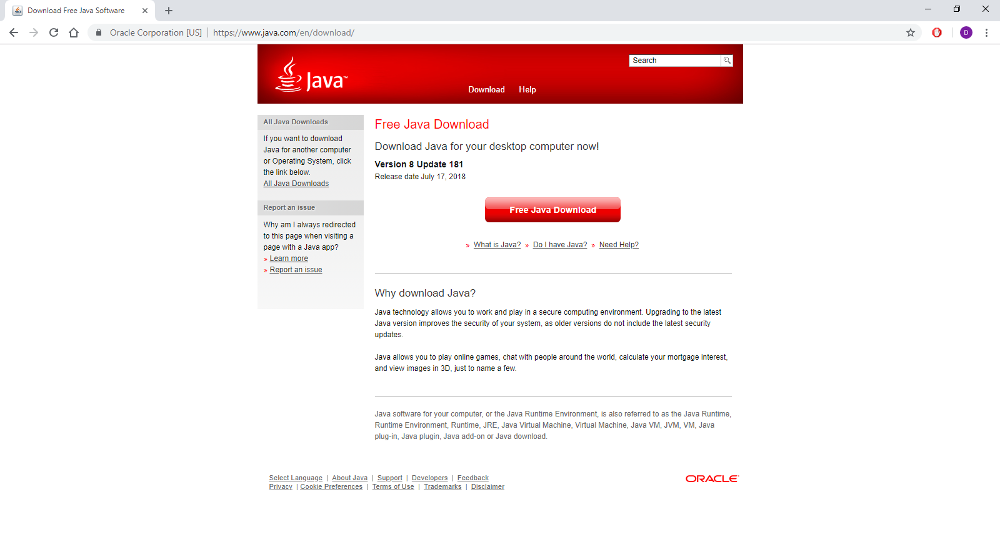 Download Free Java Software
Oracle Corporation [US] https://www.java.com/en/download/
D
Java™
Search
Download Help
All Java Downloads
If you want to download
Java for another computer
or Operating System, click
the link below.
All Java Downloads
Report an issue
Why am I always redirected
to this page when visiting a
page with a Java app?
» Learn more
» Report an issue
Free Java Download
Download Java for your desktop computer now!
Version 8 Update 181
Release date July 17, 2018
Free Java Download
» What is Java? » Do I have Java? » Need Help?
Why download Java?
Java technology allows you to work and play in a secure computing environment. Upgrading to the latest
Java version improves the security of your system, as older versions do not include the latest security
updates.
Java allows you to play online games, chat with people around the world, calculate your mortgage interest,
and view images in 3D, just to name a few.
Java software for your computer, or the Java Runtime Environment, is also referred to as the Java Runtime,
Runtime Environment, Runtime, JRE, Java Virtual Machine, Virtual Machine, Java VM, JVM, VM, Java
plug-in, Java plugin, Java add-on or Java download.
Select Language | About Java | Support | Developers | Feedback
Privacy | Cookie Preferences | Terms of Use | Trademarks | Disclaimer
ORACLE